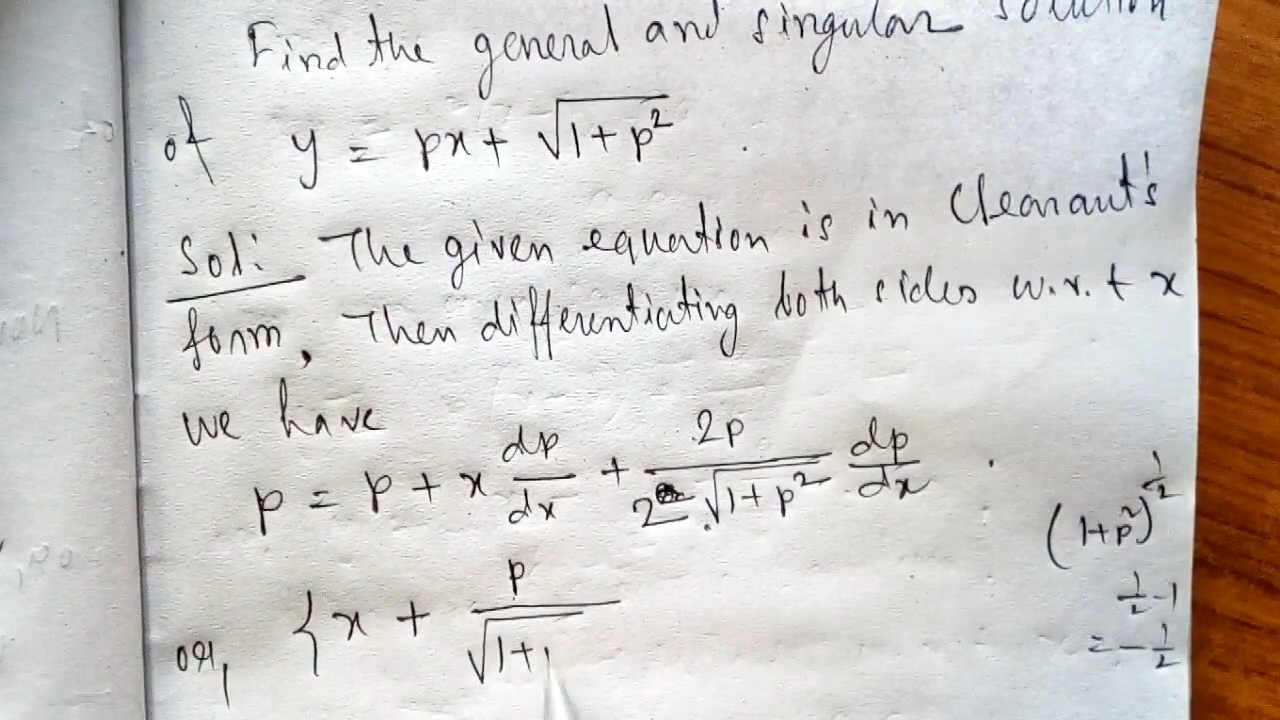 Find the general and singular solution
of y = px + √1+p²
Sol: The given equation is in Clearaut's
form, Then differentiating both sides w.r.t x
we have
p = p + x dp/dx + 2p/2√1+p² dp/dx .
(1+p²)^1/2
1/2 - 1
= -1/2
or, { x + p/√1+